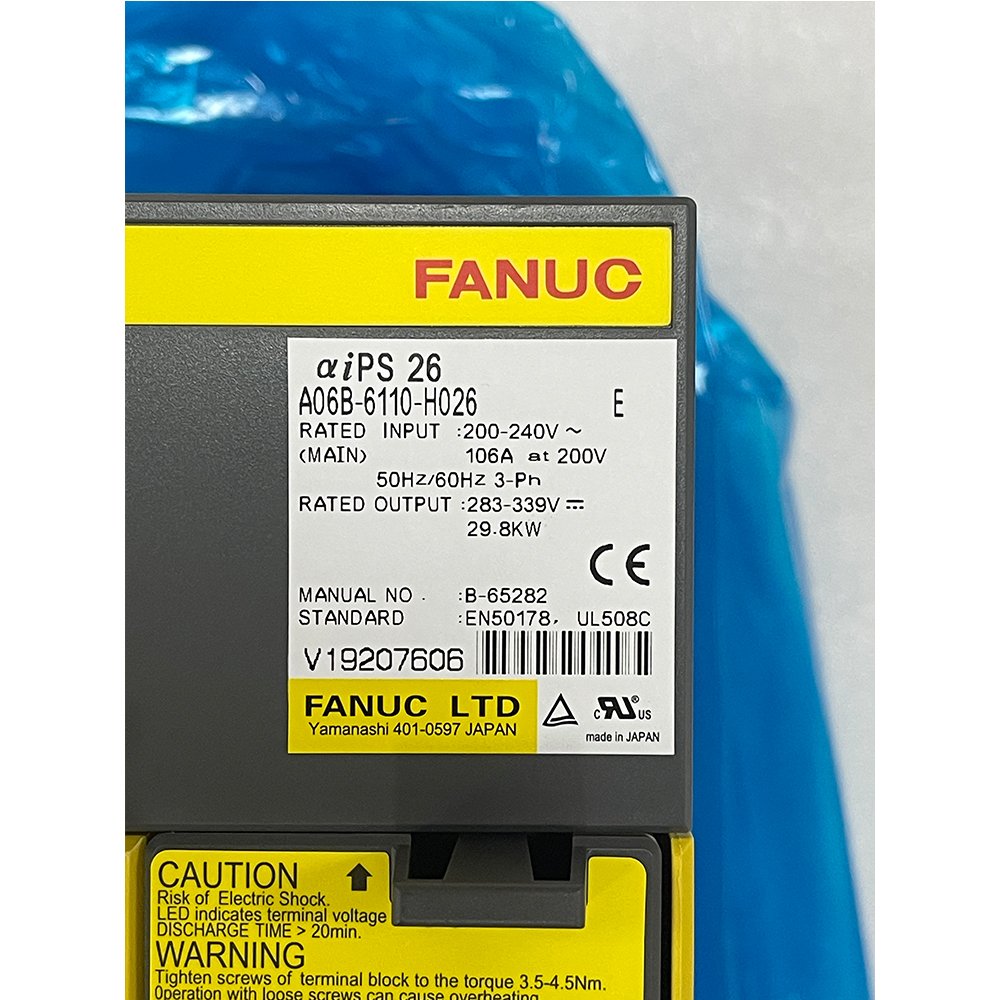 FANUC
αiPS 26
A06B-6110-H026 E
RATED INPUT :200-240V ~
(MAIN) 106A at 200V
50Hz/60Hz 3-Ph
RATED OUTPUT :283-339V ⎓
29.8KW
CE
MANUAL NO. :B-65282
STANDARD :EN50178, UL508C
V19207606
FANUC LTD
Yamanashi 401-0597 JAPAN
c RU® US
made in JAPAN
CAUTION
Risk of Electric Shock.
LED indicates terminal voltage
DISCHARGE TIME > 20min.
WARNING
Tighten screws of terminal block to the torque 3.5-4.5Nm.
Operation with loose screws can cause overheating.